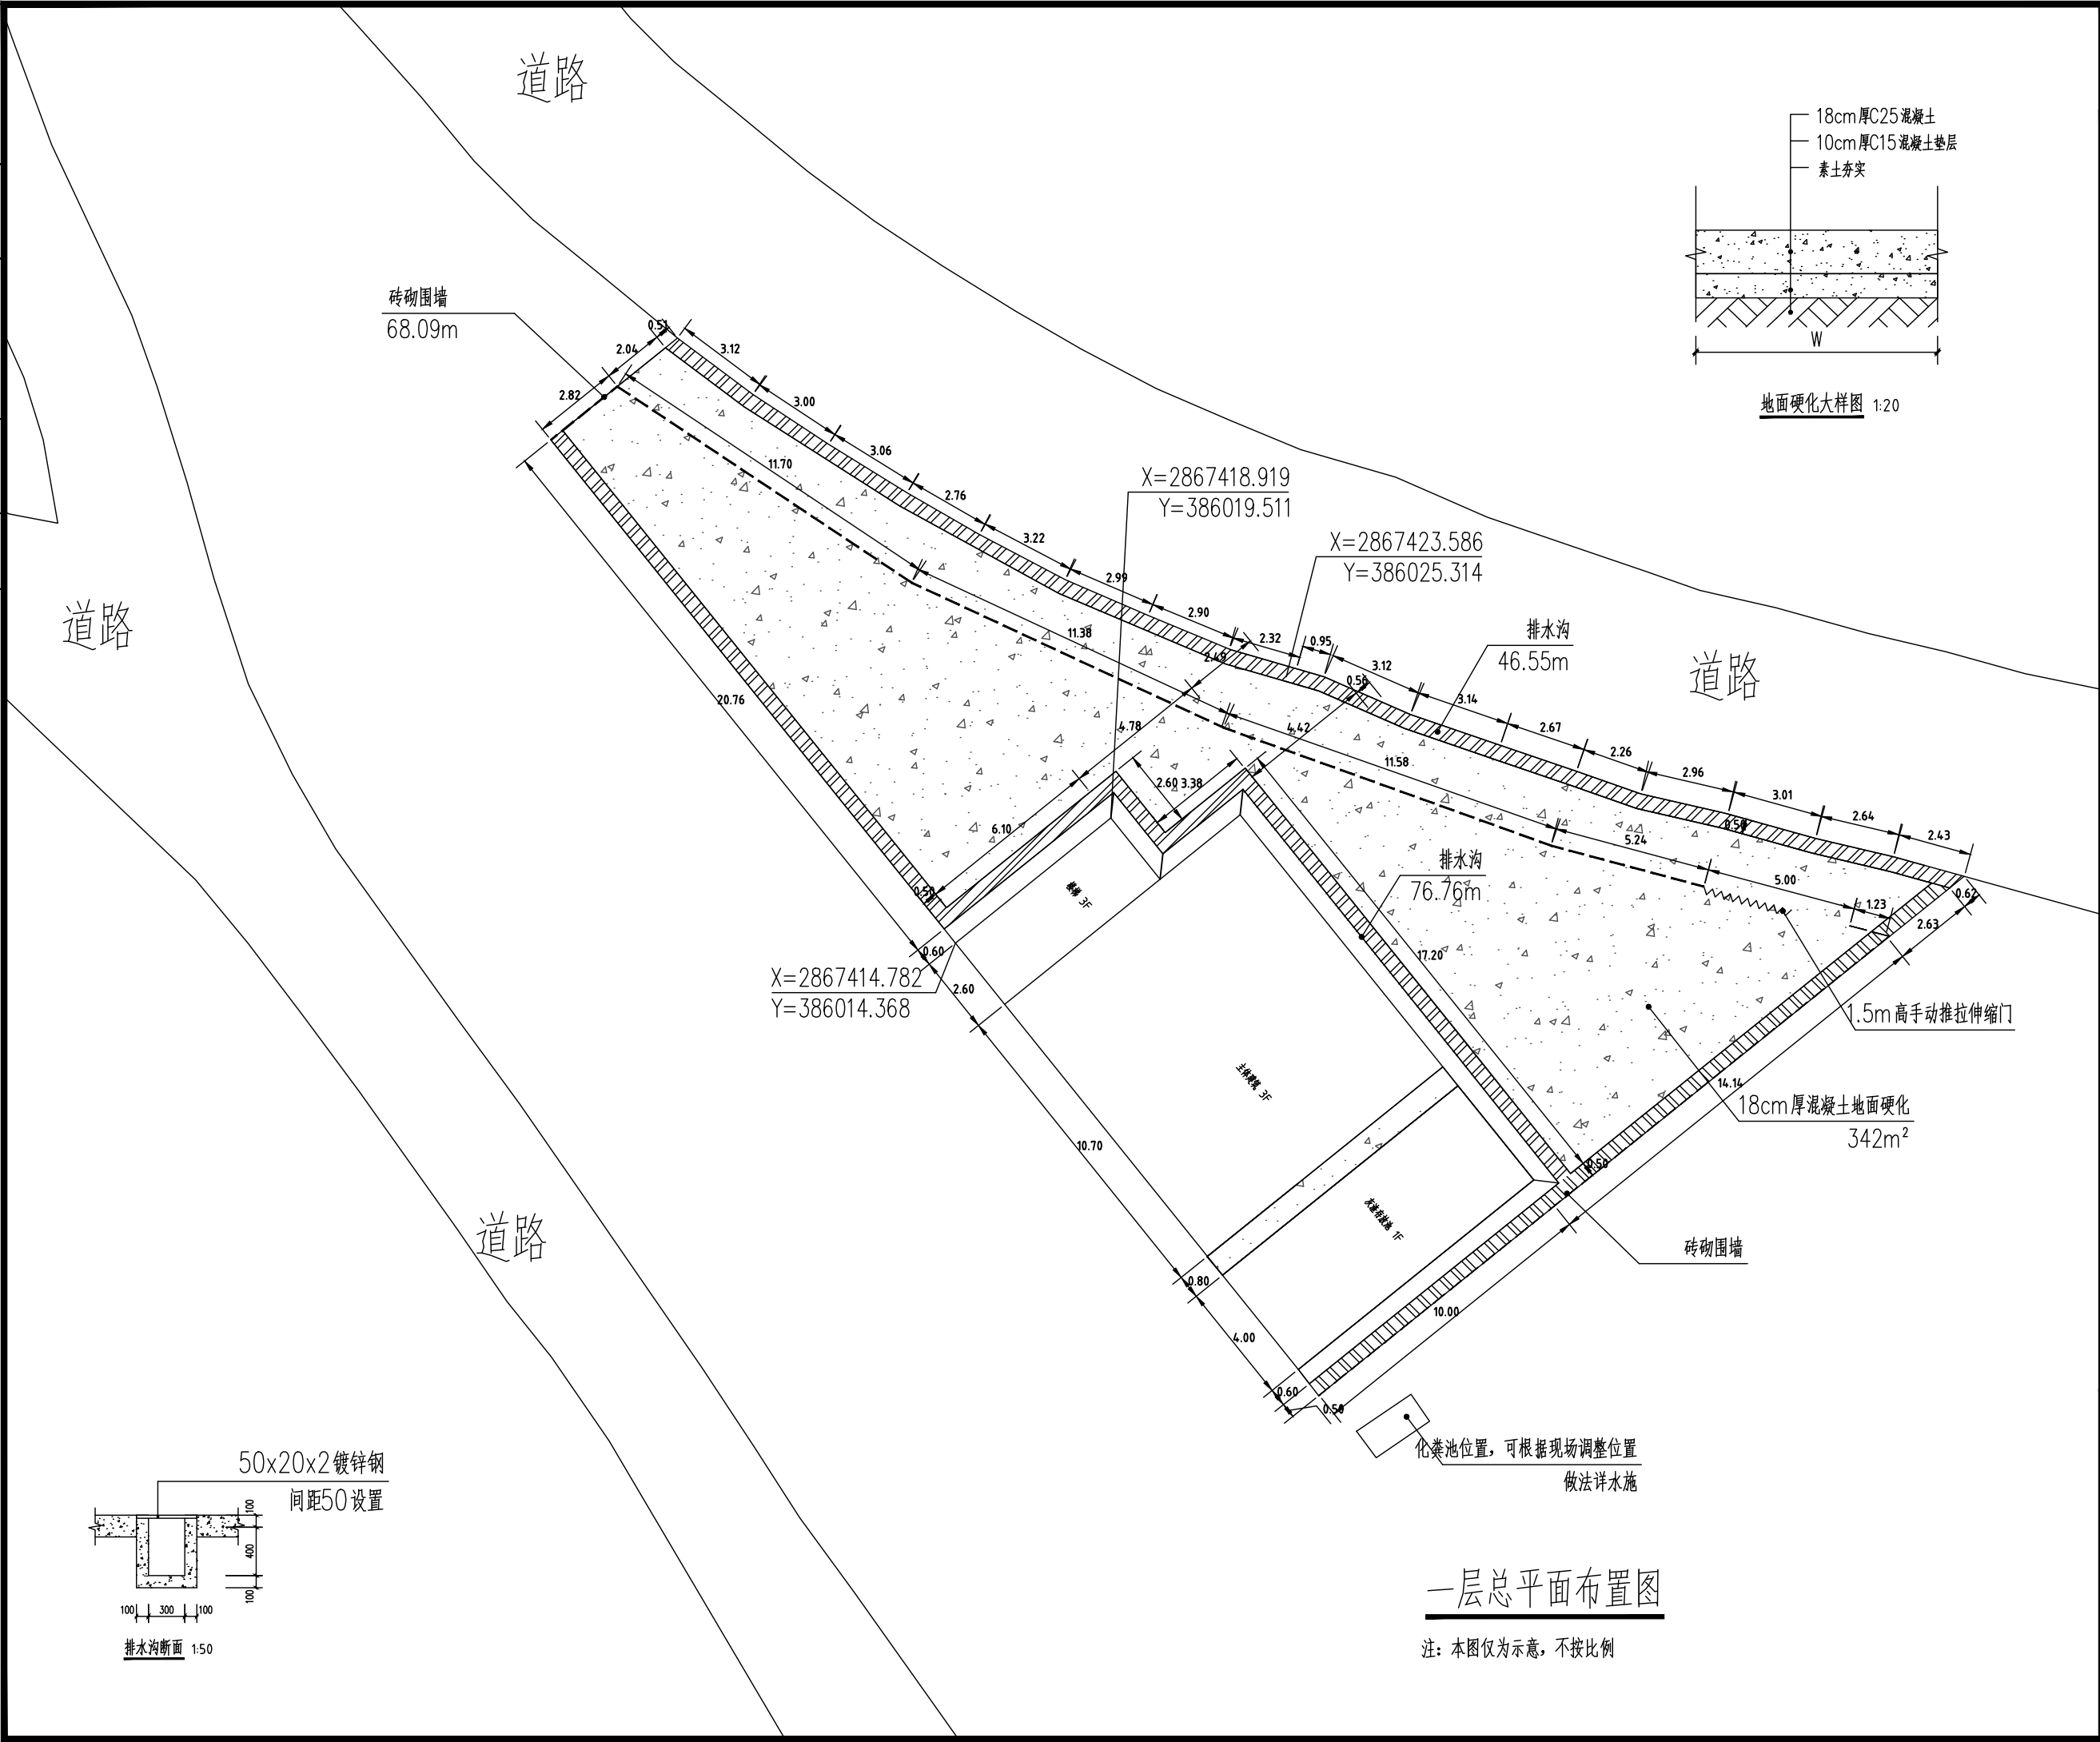 道路
18cm厚C25混凝土
10cm厚C15混凝土垫层
素土夯实
W
地面硬化大样图 1:20
砖砌围墙
68.09m
0.51
2.04
2.82
3.12
3.00
3.06
2.76
3.22
2.99
2.90
2.32
0.95
3.12
3.14
2.67
2.26
2.96
3.01
2.64
2.43
11.70
11.38
11.58
5.24
5.00
1.23
X=2867418.919
Y=386019.511
X=2867423.586
Y=386025.314
排水沟
46.55m
道路
道路
20.76
2.49
4.78
6.10
0.56
4.42
2.60
3.38
0.50
0.50
0.62
2.63
排水沟
76.76m
17.20
梯间 3F
0.60
2.60
X=2867414.782
Y=386014.368
1.5m高手动推拉伸缩门
14.14
18cm厚混凝土地面硬化
342m²
主体建筑 3F
10.70
0.50
道路
1F
砖砌围墙
0.80
4.00
10.00
0.60
0.50
化粪池位置，可根据现场调整位置
做法详水施
50x20x2镀锌钢
间距50设置
100
400
100
100 300 100
排水沟断面 1:50
一层总平面布置图
注：本图仅为示意，不按比例